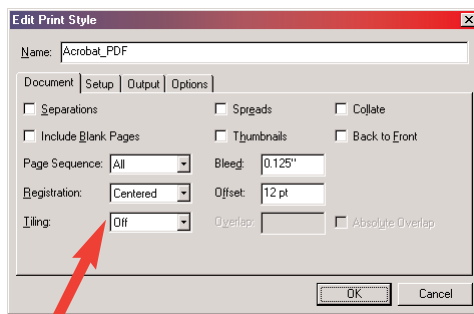 Edit Print Style
Name: Acrobat_PDF
Document Setup Output Options
Separations Spreads Collate
Include Blank Pages Thumbnails Back to Front
Page Sequence: All Bleed: 0.125"
Registration: Centered Offset: 12 pt
Tiling: Off Overlap: Absolute Overlap
OK Cancel